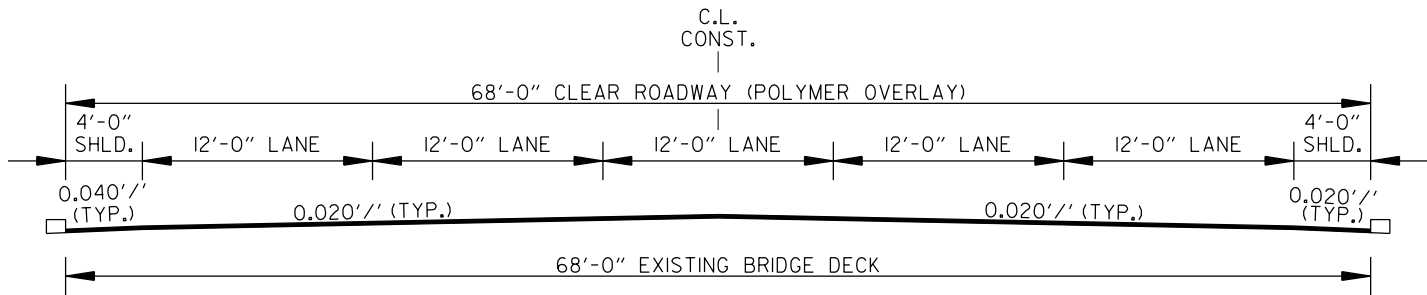 C.L.
CONST.
68'-0" CLEAR ROADWAY (POLYMER OVERLAY)
4'-0"
SHLD.
12'-0" LANE
12'-0" LANE
12'-0" LANE
12'-0" LANE
12'-0" LANE
4'-0"
SHLD.
0.040'/'
(TYP.)
0.020'/' (TYP.)
0.020'/' (TYP.)
0.020'/'
(TYP.)
68'-0" EXISTING BRIDGE DECK